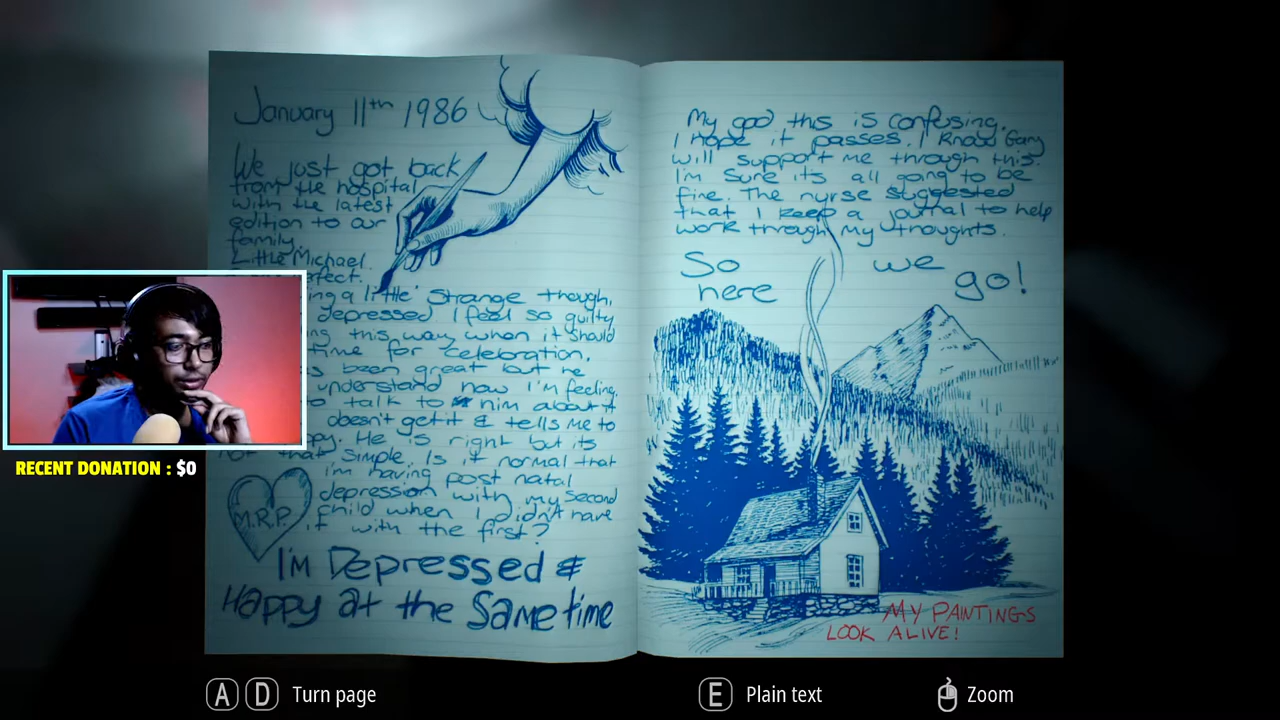 January 11th 1986
We just got back
from the hospital
with the latest
edition to our
family.
Little Michael.
a little strange though,
depressed I feel so guilty
this way when it should
time for celebration.
been great but he
understand how I'm feeling.
to talk to him about it
doesn't get it & tells me to
He is right but its
not that simple. Is it normal that
i'm having post natal
depression with my second
child when I didn't have
it with the first?
M.R.P.
I'm Depressed &
Happy at the Same time
My god this is confusing.
I hope it passes. I know Gary
will support me through this.
I'm sure its all going to be
fine. The nurse suggested
that I keep a journal to help
work through my thoughts.
So we
here go!
MY PAINTINGS
LOOK ALIVE!
RECENT DONATION : $0
A D Turn page
E Plain text
Zoom